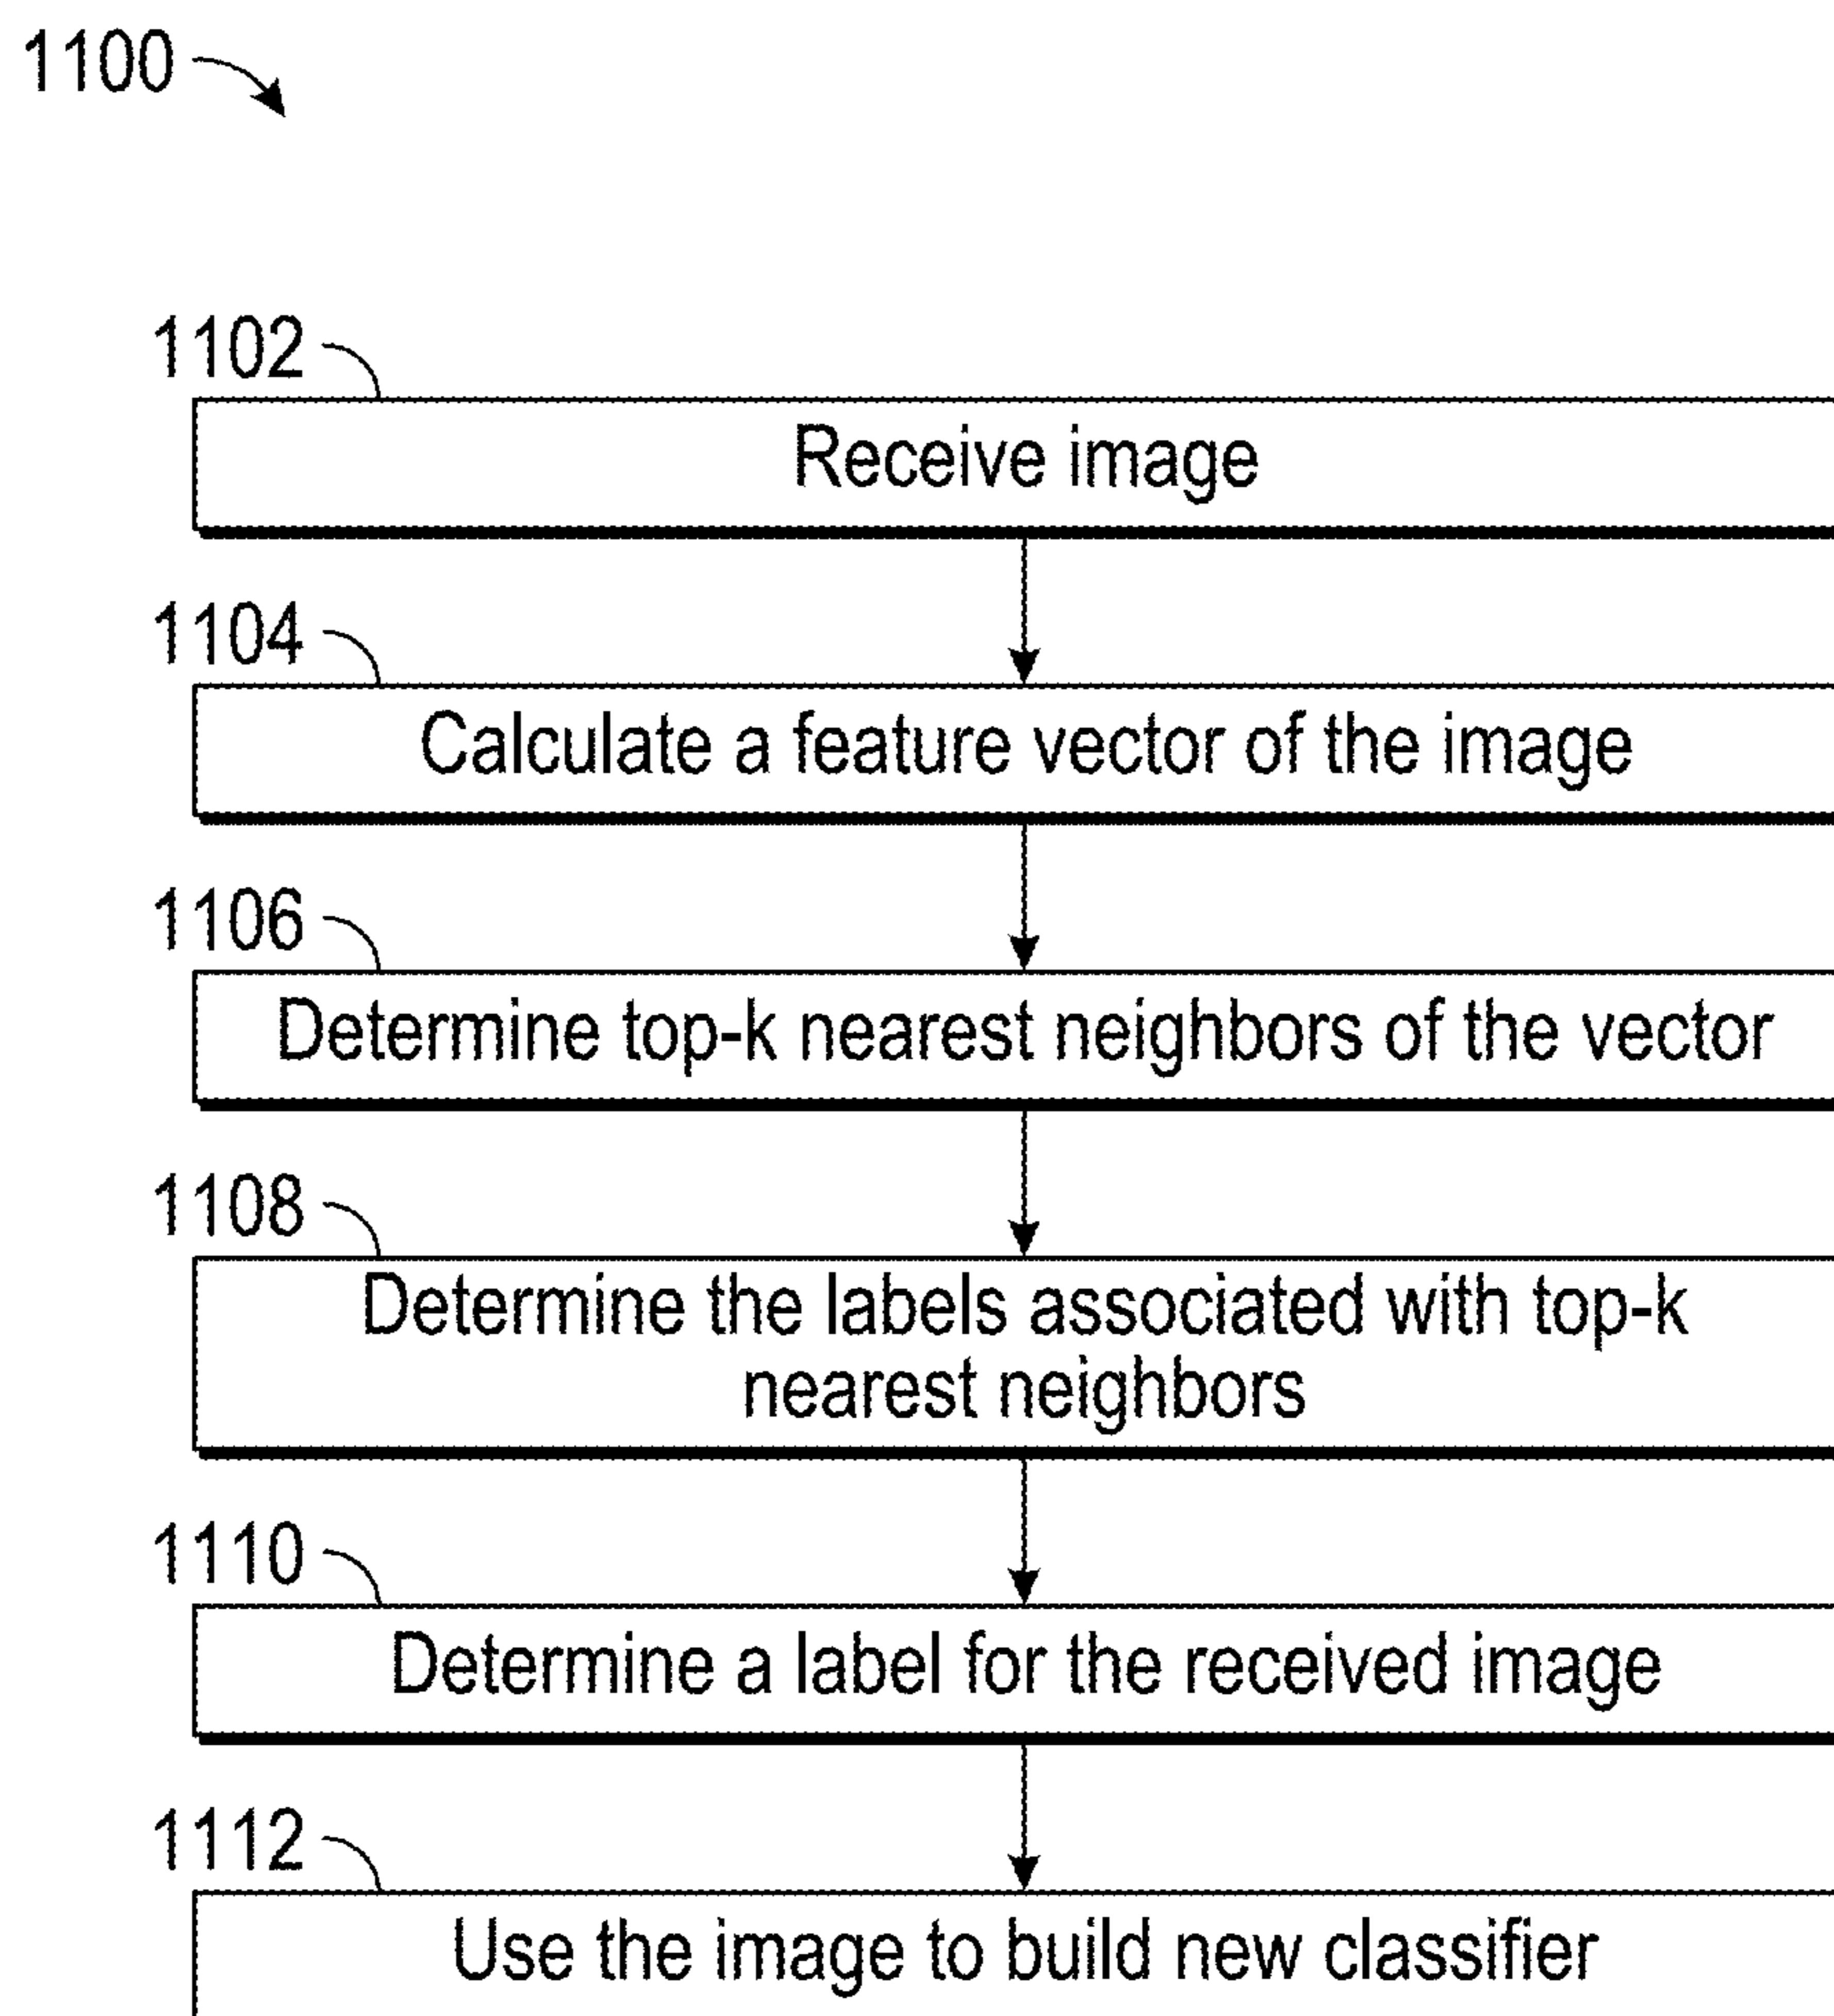 1100
1102
Receive image
1104
Calculate a feature vector of the image
1106
Determine top-k nearest neighbors of the vector
1108
Determine the labels associated with top-k
nearest neighbors
1110
Determine a label for the received image
1112
Use the image to build new classifier